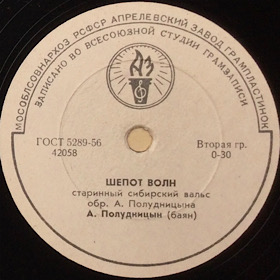 МОСОБЛСОВНАРХОЗ РСФСР АПРЕЛЕВСКИЙ ЗАВОД ГРАМПЛАСТИНОК
ЗАПИСАНО ВО ВСЕСОЮЗНОЙ СТУДИИ ГРАМЗАПИСИ
АЗ
ГОСТ 5289-56
42058
Вторая гр.
0-30
ШЕПОТ ВОЛН
старинный сибирский вальс
обр. А. Полудницына
А. Полудницын (баян)